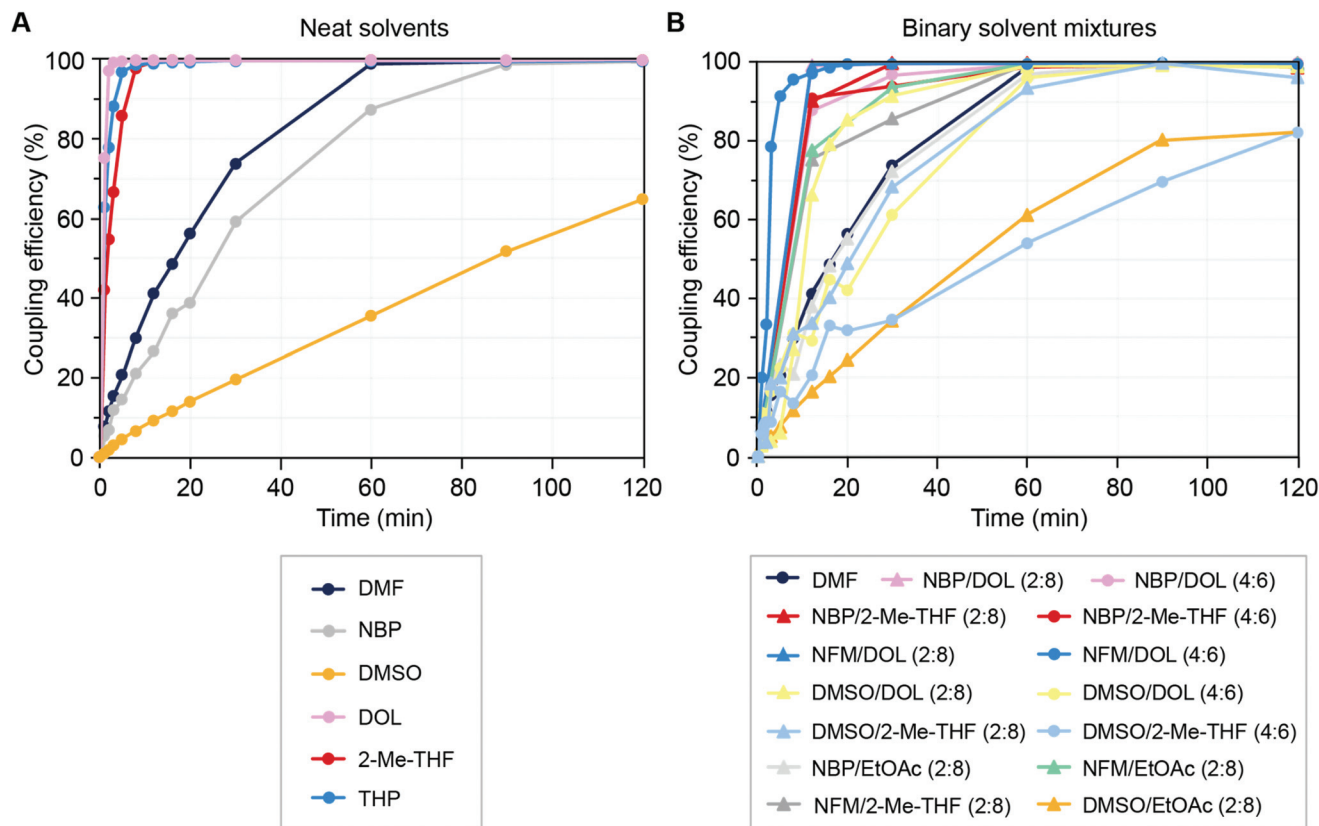 A
Neat solvents
Coupling efficiency (%)
100
80
60
40
20
0
0 20 40 60 80 100 120
Time (min)
DMF
NBP
DMSO
DOL
2-Me-THF
THP
B
Binary solvent mixtures
Coupling efficiency (%)
100
80
60
40
20
0
0 20 40 60 80 100 120
Time (min)
DMF NBP/DOL (2:8) NBP/DOL (4:6)
NBP/2-Me-THF (2:8) NBP/2-Me-THF (4:6)
NFM/DOL (2:8) NFM/DOL (4:6)
DMSO/DOL (2:8) DMSO/DOL (4:6)
DMSO/2-Me-THF (2:8) DMSO/2-Me-THF (4:6)
NBP/EtOAc (2:8) NFM/EtOAc (2:8)
NFM/2-Me-THF (2:8) DMSO/EtOAc (2:8)